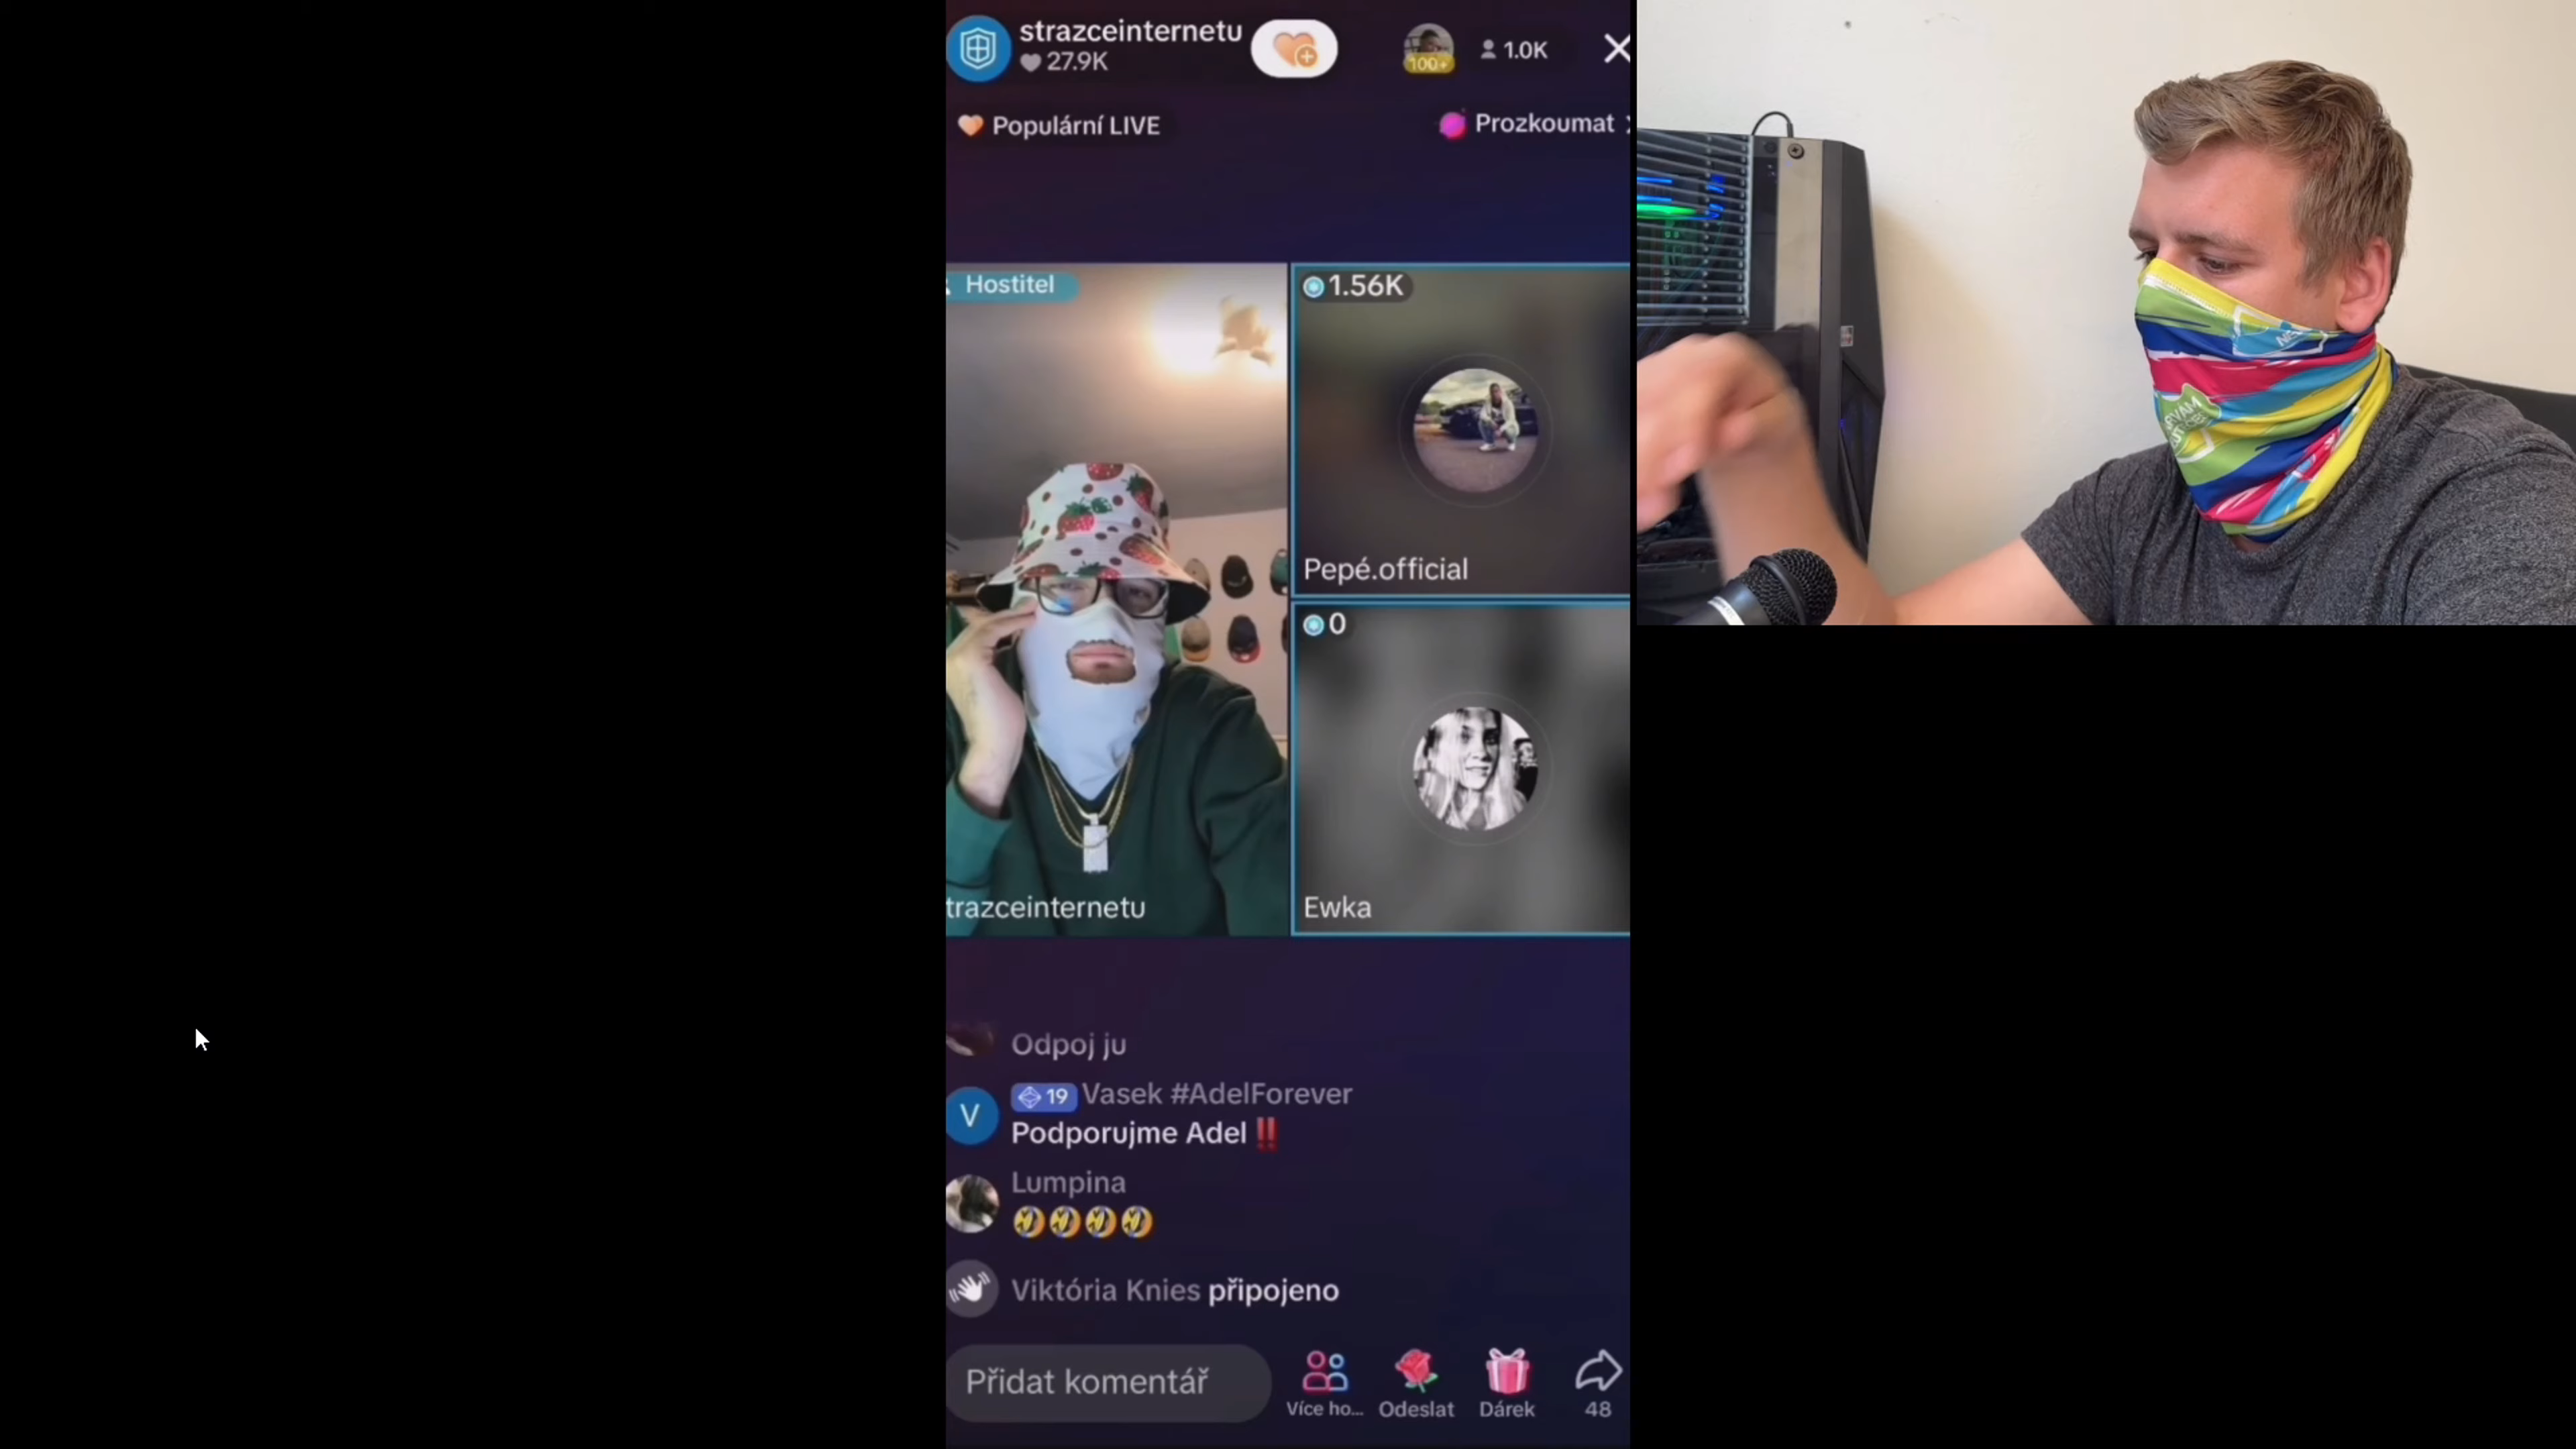 strazceinternetu
27.9K
100+
1.0K
Populární LIVE
Prozkoumat
Hostitel
1.56K
Pepé.official
0
trazceinternetu
Ewka
Odpoj ju
V
19 Vasek #AdelForever
Podporujme Adel ‼️
Lumpina
🤣🤣🤣🤣
Viktória Knies připojeno
Přidat komentář
Více ho...
Odeslat
Dárek
48